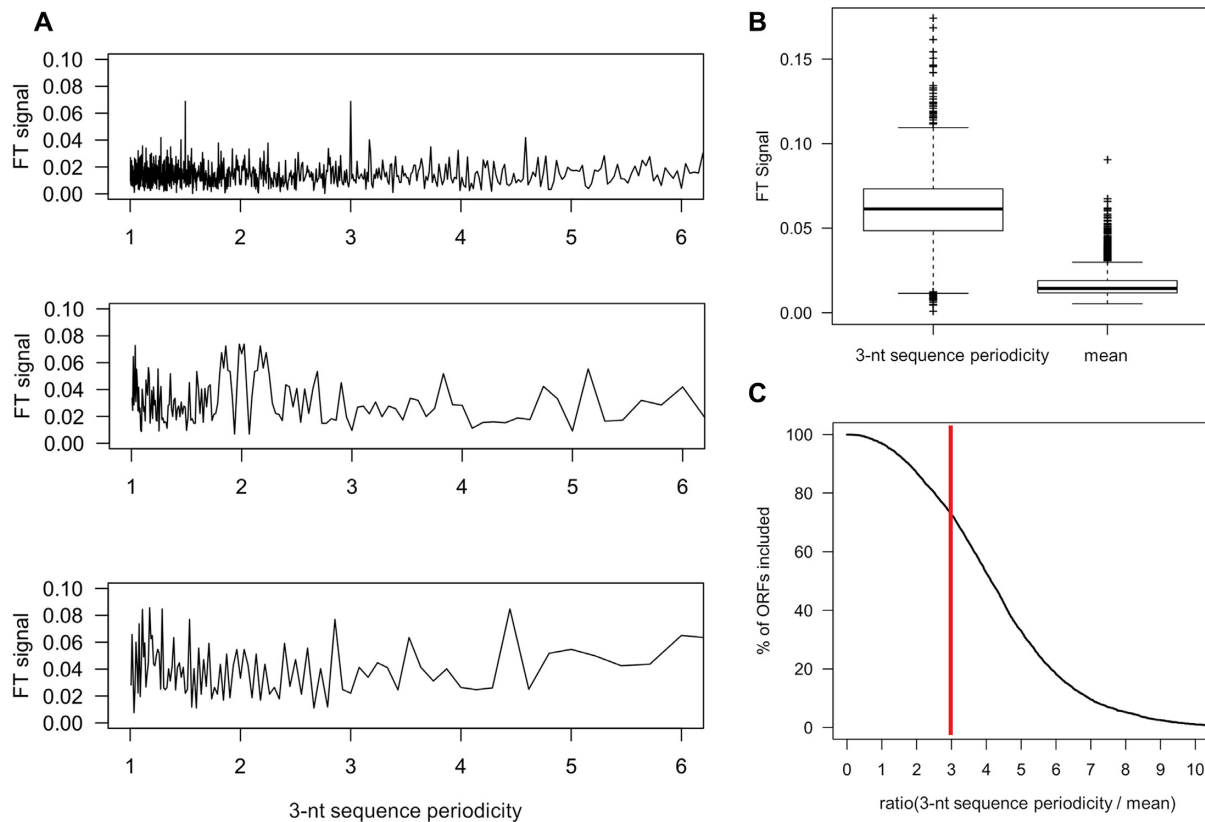 A
FT signal
0.10
0.08
0.06
0.04
0.02
0.00
1 2 3 4 5 6
FT signal
0.10
0.08
0.06
0.04
0.02
0.00
1 2 3 4 5 6
FT signal
0.10
0.08
0.06
0.04
0.02
0.00
1 2 3 4 5 6
3-nt sequence periodicity
B
FT Signal
0.15
0.10
0.05
0.00
3-nt sequence periodicity mean
C
% of ORFs included
100
80
60
40
20
0
0 1 2 3 4 5 6 7 8 9 10
ratio(3-nt sequence periodicity / mean)